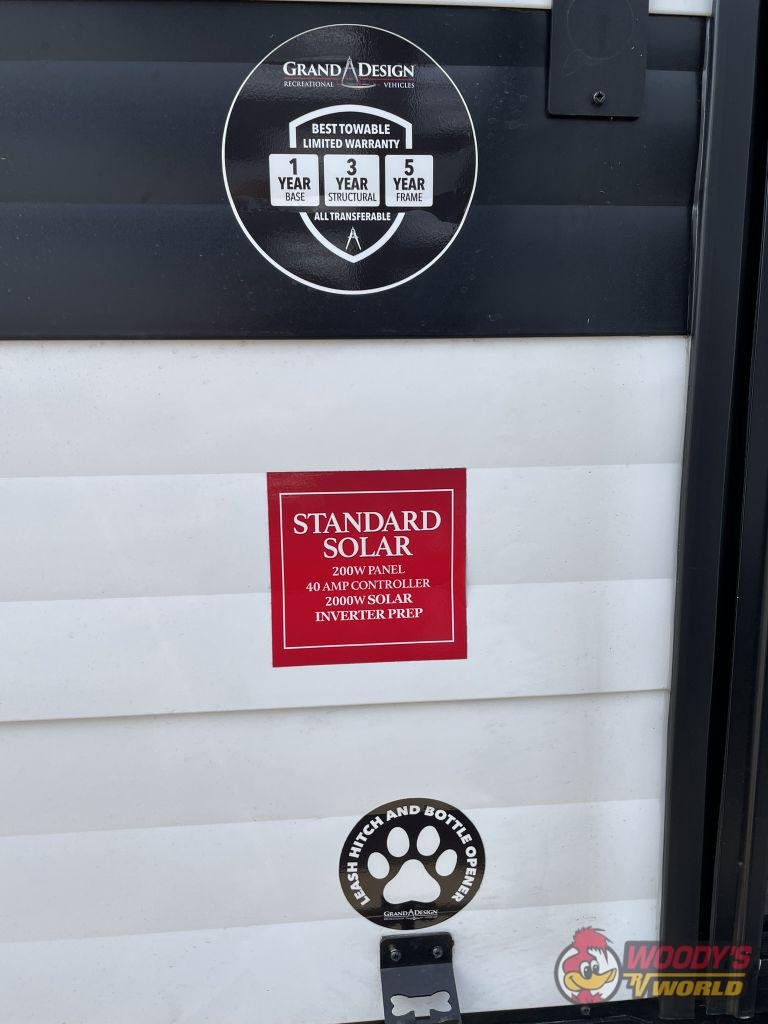 GRAND DESIGN
RECREATIONAL VEHICLES
BEST TOWABLE
LIMITED WARRANTY
1 YEAR BASE
3 YEAR STRUCTURAL
5 YEAR FRAME
ALL TRANSFERABLE
STANDARD
SOLAR
200W PANEL
40 AMP CONTROLLER
2000W SOLAR
INVERTER PREP
LEASH HITCH AND BOTTLE OPENER
GRAND DESIGN
RECREATIONAL VEHICLES
WOODY'S
RV WORLD